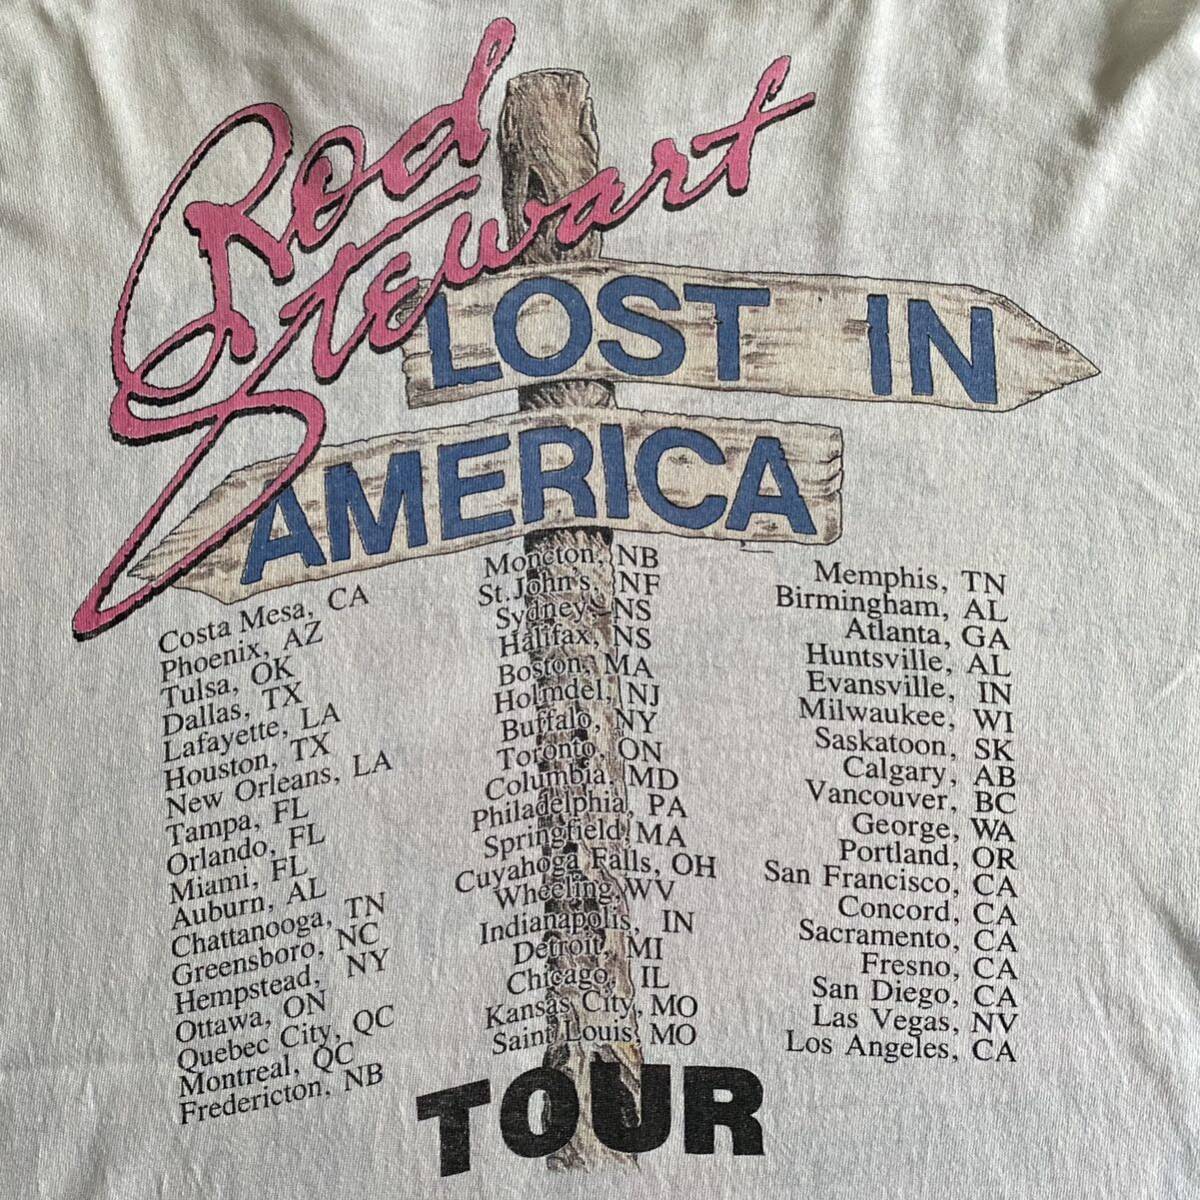 Rod
Stewart
LOST IN
AMERICA
Costa Mesa, CA
Phoenix, AZ
Tulsa, OK
Dallas, TX
Lafayette, LA
Houston, TX
New Orleans, LA
Tampa, FL
Orlando, FL
Miami, FL
Auburn, AL
Chattanooga, TN
Greensboro, NC
Hempstead, NY
Ottawa, ON
Quebec City, QC
Montreal, QC
Fredericton, NB
Moncton, NB
St. John's, NF
Sydney, NS
Halifax, NS
Boston, MA
Holmdel, NJ
Buffalo, NY
Toronto, ON
Columbia, MD
Philadelphia, PA
Springfield, MA
Cuyahoga Falls, OH
Wheeling, WV
Indianapolis, IN
Detroit, MI
Chicago, IL
Kansas City, MO
Saint Louis, MO
Memphis, TN
Birmingham, AL
Atlanta, GA
Huntsville, AL
Evansville, IN
Milwaukee, WI
Saskatoon, SK
Calgary, AB
Vancouver, BC
George, WA
Portland, OR
San Francisco, CA
Concord, CA
Sacramento, CA
Fresno, CA
San Diego, CA
Las Vegas, NV
Los Angeles, CA
TOUR